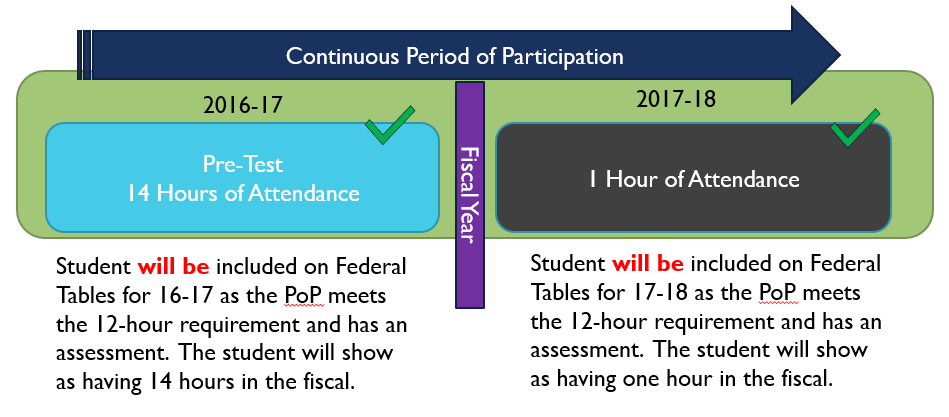 Continuous Period of Participation
2016-17
Pre-Test
14 Hours of Attendance
Fiscal Year
2017-18
1 Hour of Attendance
Student will be included on Federal
Tables for 16-17 as the PoP meets
the 12-hour requirement and has an
assessment. The student will show
as having 14 hours in the fiscal.
Student will be included on Federal
Tables for 17-18 as the PoP meets
the 12-hour requirement and has an
assessment. The student will show
as having one hour in the fiscal.